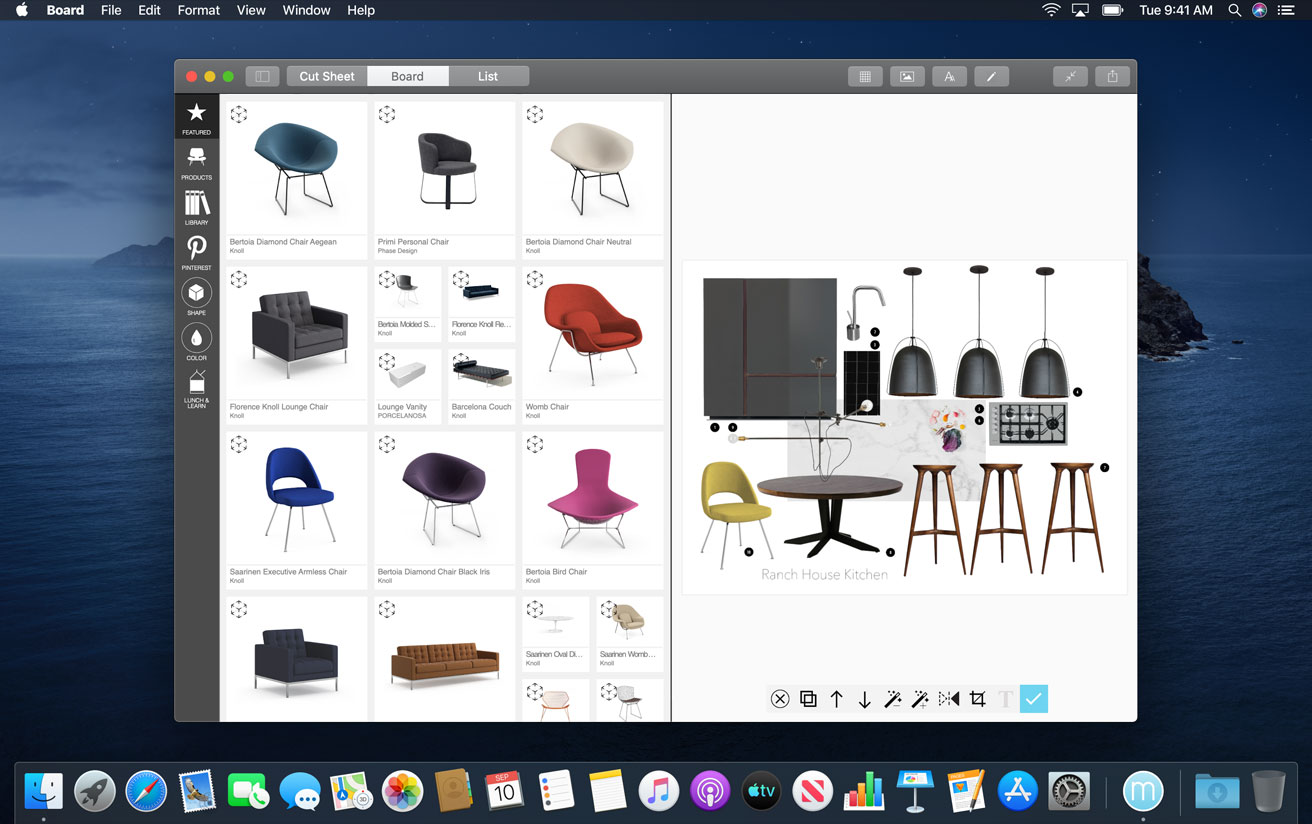 Board File Edit Format View Window Help Tue 9:41 AM
Cut Sheet Board List
FEATURED
PRODUCTS
LIBRARY
PINTEREST
SHAPE
COLOR
LUNCH &
LEARN
Bertoia Diamond Chair Aegean
Knoll
Primi Personal Chair
Phase Design
Bertoia Diamond Chair Neutral
Knoll
Florence Knoll Lounge Chair
Knoll
Bertoia Molded S...
Knoll
Florence Knoll Re...
Knoll
Lounge Vanity
PORCELANOSA
Barcelona Couch
Knoll
Womb Chair
Knoll
Saarinen Executive Armless Chair
Knoll
Bertoia Diamond Chair Black Iris
Knoll
Bertoia Bird Chair
Knoll
Saarinen Oval Di...
Knoll
Saarinen Womb...
Knoll
Ranch House Kitchen
T
SEP
10
tv
m